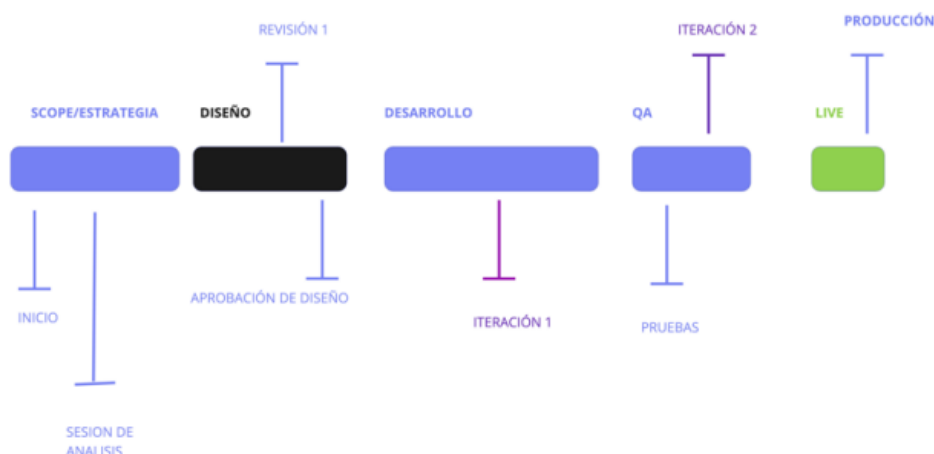 PRODUCCIÓN
REVISIÓN 1
ITERACIÓN 2
SCOPE/ESTRATEGIA
DISEÑO
DESARROLLO
QA
LIVE
APROBACIÓN DE DISEÑO
INICIO
ITERACIÓN 1
PRUEBAS
SESION DE
ANALISIS